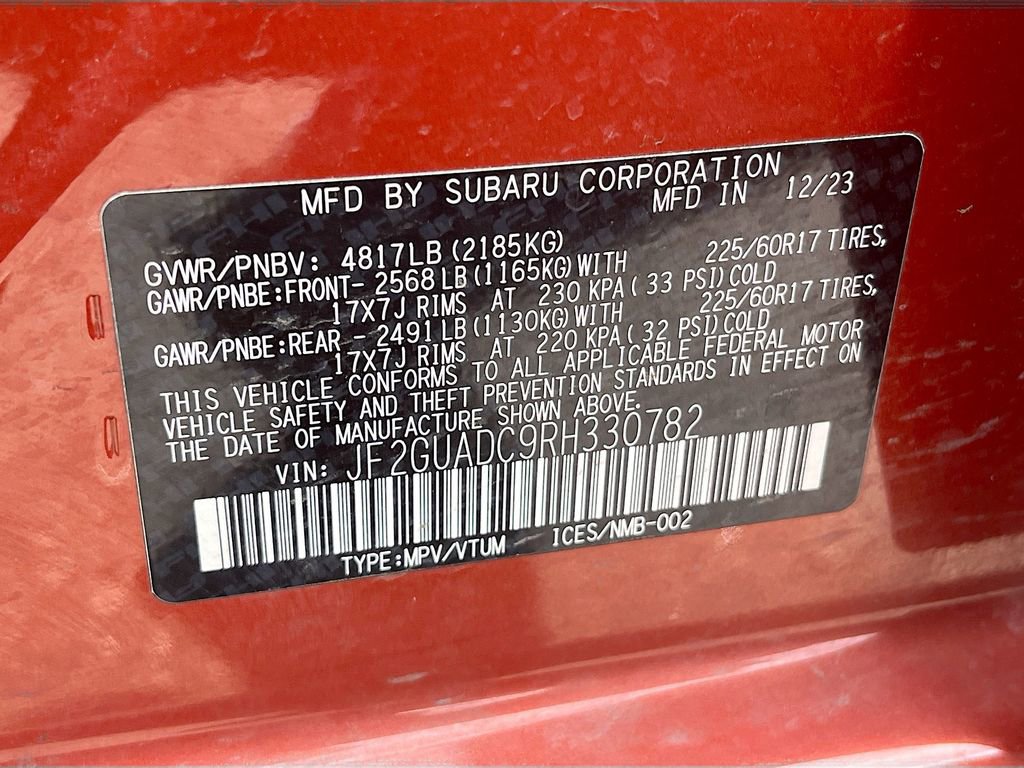 MFD BY SUBARU CORPORATION
MFD IN 12/23
GVWR/PNBV: 4817LB (2185KG)
GAWR/PNBE:FRONT- 2568 LB (1165KG) WITH 225/60R17 TIRES,
17X7J RIMS AT 230 KPA ( 33 PSI) COLD
GAWR/PNBE:REAR - 2491 LB (1130KG) WITH 225/60R17 TIRES,
17X7J RIMS AT 220 KPA ( 32 PSI) COLD
THIS VEHICLE CONFORMS TO ALL APPLICABLE FEDERAL MOTOR
VEHICLE SAFETY AND THEFT PREVENTION STANDARDS IN EFFECT ON
THE DATE OF MANUFACTURE SHOWN ABOVE.
VIN: JF2GUADC9RH330782
TYPE:MPV/VTUM ICES/NMB-002